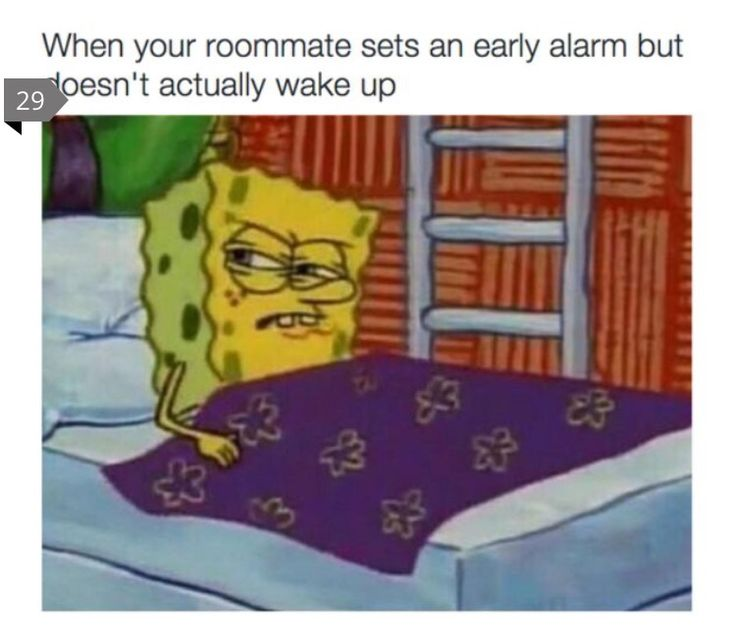 When your roommate sets an early alarm but
doesn't actually wake up
29